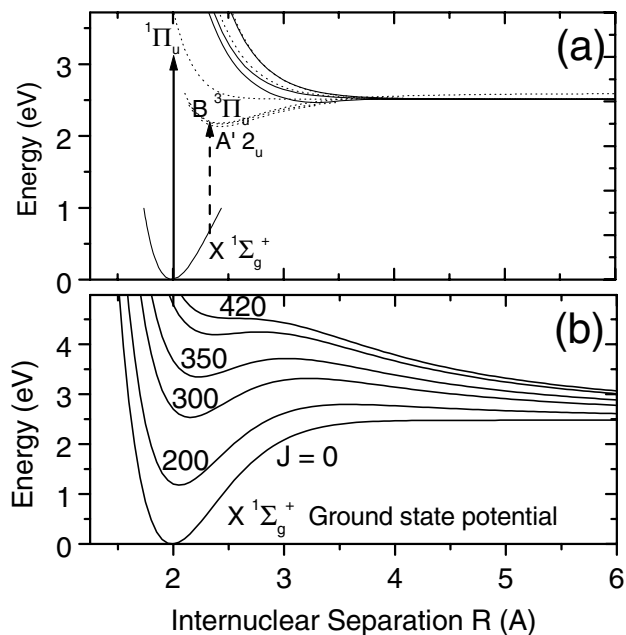 (a)
¹Πᵤ
3
2
1
0
Energy (eV)
B ³Πᵤ
A' 2ᵤ
X ¹Σg⁺
(b)
4
3
2
1
0
Energy (eV)
420
350
300
200
J = 0
X ¹Σg⁺ Ground state potential
2 3 4 5 6
Internuclear Separation R (A)